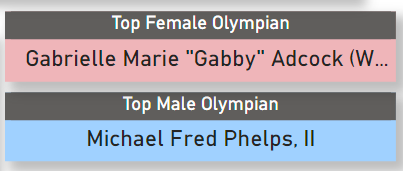 Top Female Olympian
Gabrielle Marie "Gabby" Adcock (W...
Top Male Olympian
Michael Fred Phelps, II